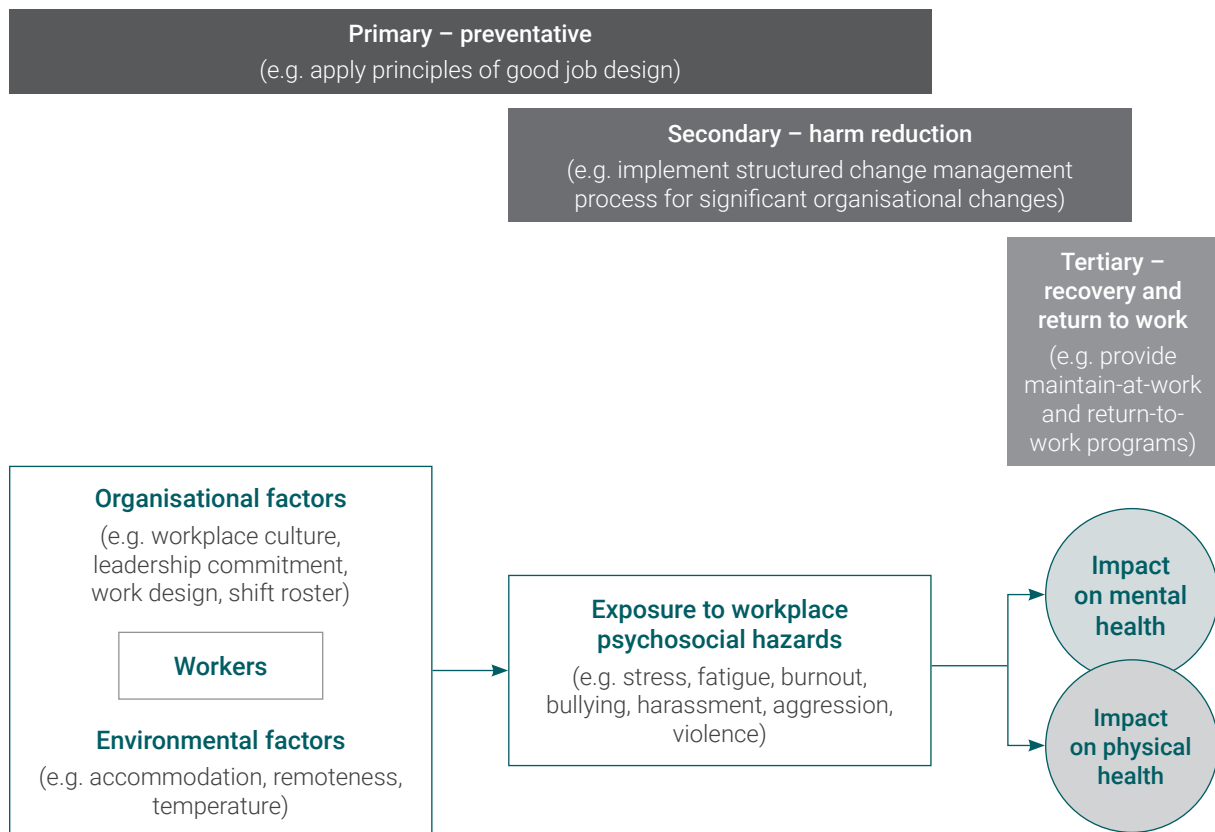 Primary – preventative
(e.g. apply principles of good job design)
Secondary – harm reduction
(e.g. implement structured change management
process for significant organisational changes)
Tertiary –
recovery and
return to work
(e.g. provide
maintain-at-work
and return-to-
work programs)
Organisational factors
(e.g. workplace culture,
leadership commitment,
work design, shift roster)
Workers
Environmental factors
(e.g. accommodation, remoteness,
temperature)
Exposure to workplace
psychosocial hazards
(e.g. stress, fatigue, burnout,
bullying, harassment, aggression,
violence)
Impact
on mental
health
Impact
on physical
health